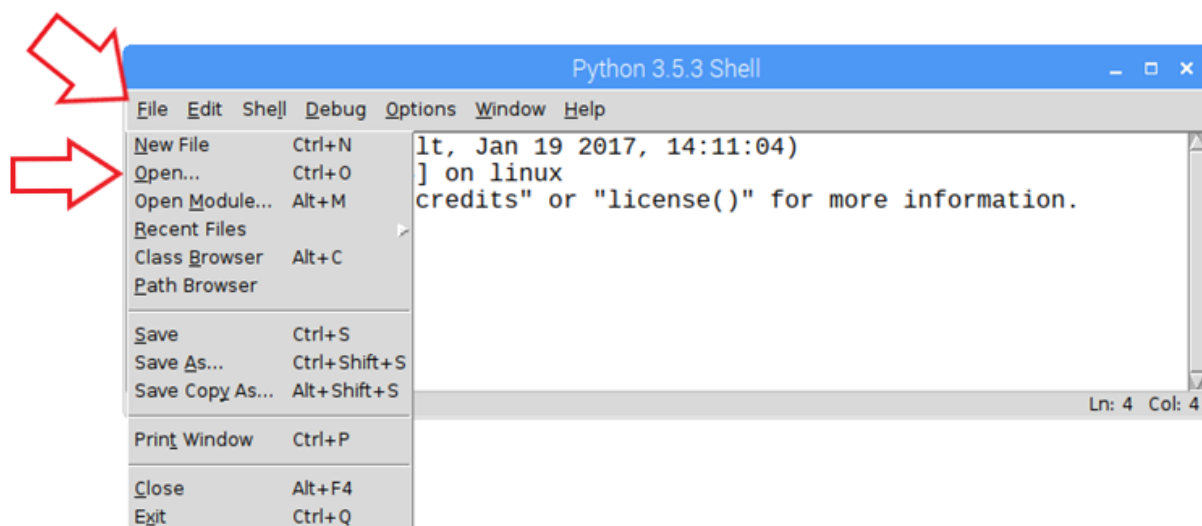 Python 3.5.3 Shell
File Edit Shell Debug Options Window Help
New File Ctrl+N
Open... Ctrl+O
Open Module... Alt+M
Recent Files
Class Browser Alt+C
Path Browser
Save Ctrl+S
Save As... Ctrl+Shift+S
Save Copy As... Alt+Shift+S
Print Window Ctrl+P
Close Alt+F4
Exit Ctrl+Q
lt, Jan 19 2017, 14:11:04)
] on linux
credits" or "license()" for more information.
Ln: 4 Col: 4